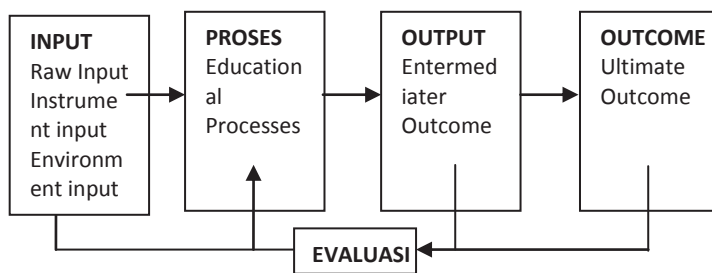 INPUT
Raw Input
Instrume
nt input
Environm
ent input
PROSES
Education
al
Processes
OUTPUT
Entermed
iater
Outcome
OUTCOME
Ultimate
Outcome
EVALUASI